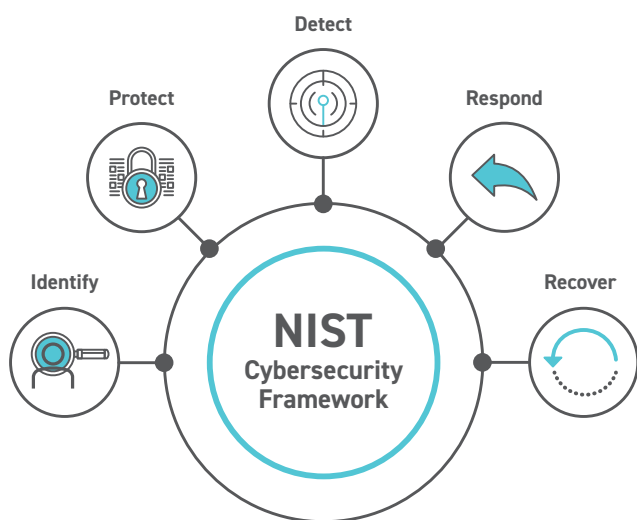 Detect
Protect
Respond
Identify
Recover
NIST
Cybersecurity
Framework